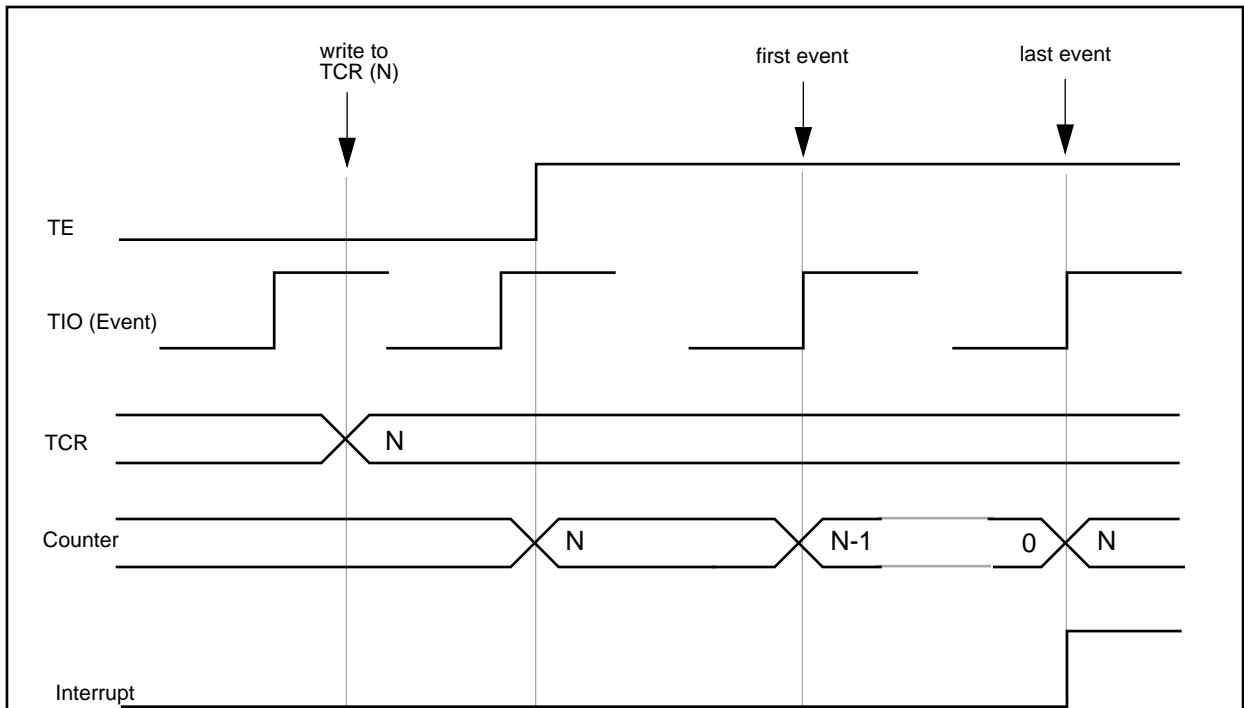 write to
TCR (N)
first event
last event
TE
TIO (Event)
TCR
N
Counter
N
N-1
0
N
Interrupt